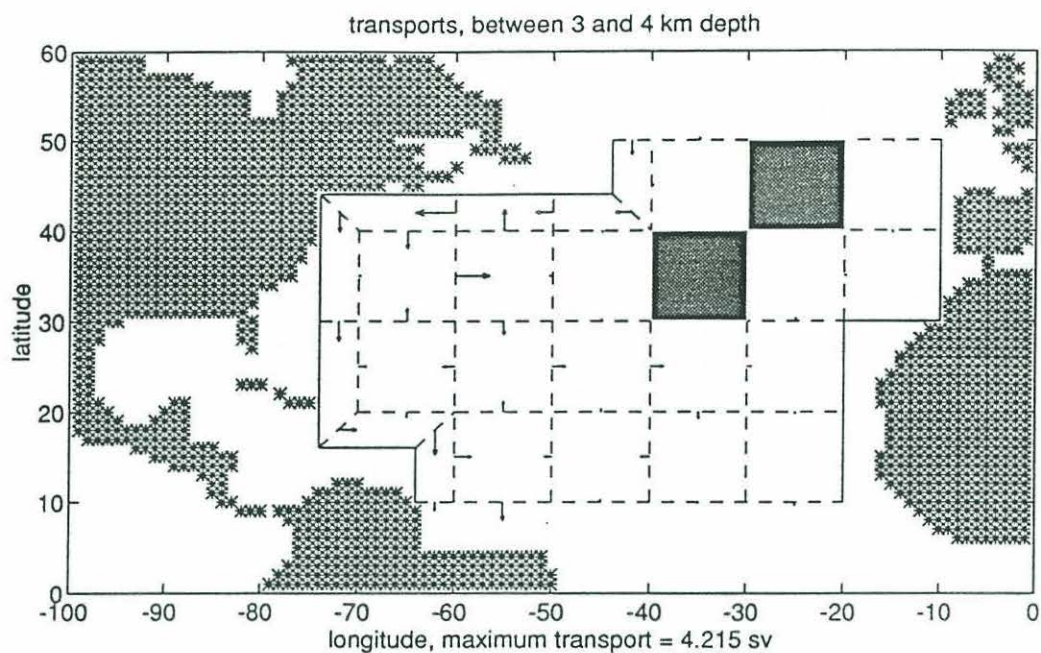 transports, between 3 and 4 km depth
60
50
40
30
20
10
0
latitude
-100 -90 -80 -70 -60 -50 -40 -30 -20 -10 0
longitude, maximum transport = 4.215 sv